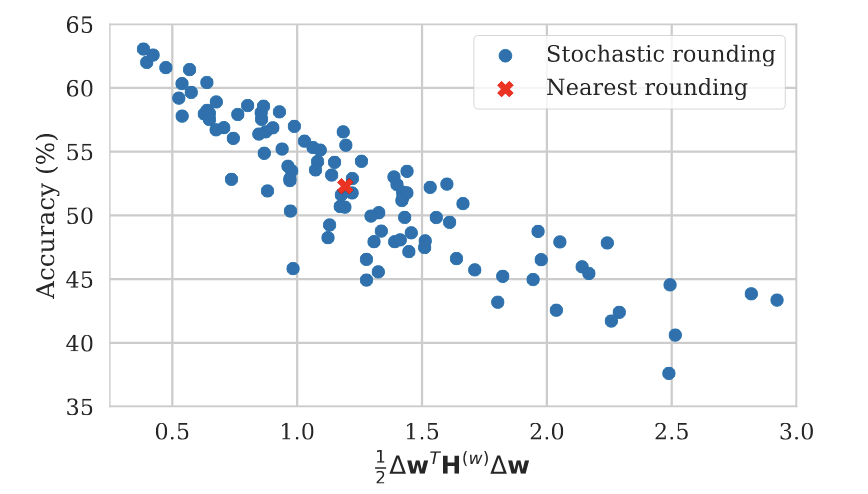 65
60
55
50
45
40
35
Accuracy (%)
Stochastic rounding
Nearest rounding
0.5 1.0 1.5 2.0 2.5 3.0
½Δw^T H^(w) Δw